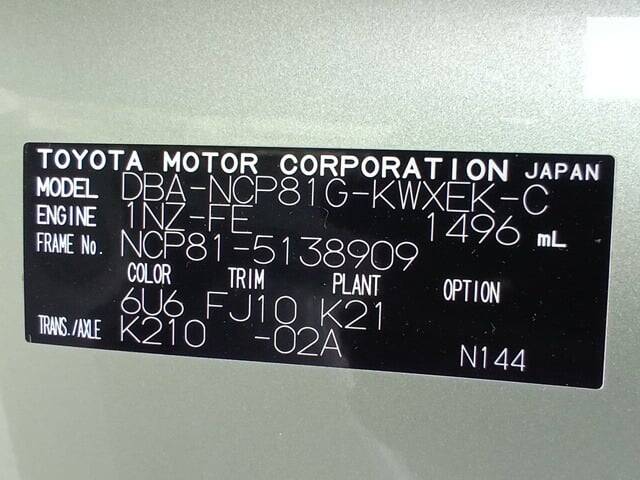 TOYOTA MOTOR CORPORATION JAPAN
MODEL DBA-NCP81G-KWXEK-C
ENGINE 1NZ-FE 1496 mL
FRAME No. NCP81-5138909
COLOR TRIM PLANT OPTION
6U6 FJ10 K21
TRANS./AXLE K210 -02A
N144